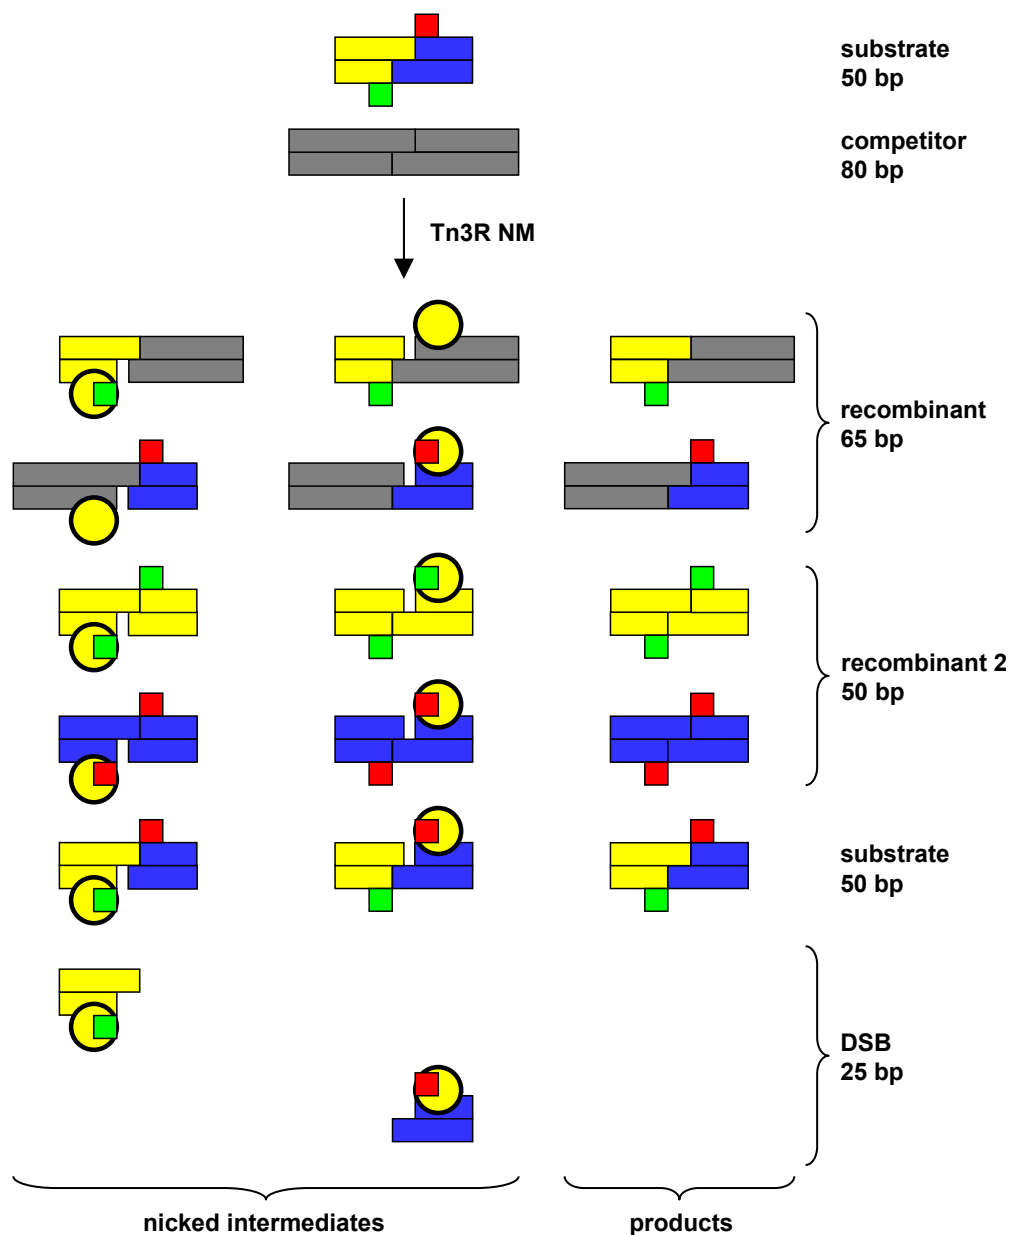 substrate
50 bp
competitor
80 bp
Tn3R NM
recombinant
65 bp
recombinant 2
50 bp
substrate
50 bp
DSB
25 bp
nicked intermediates
products